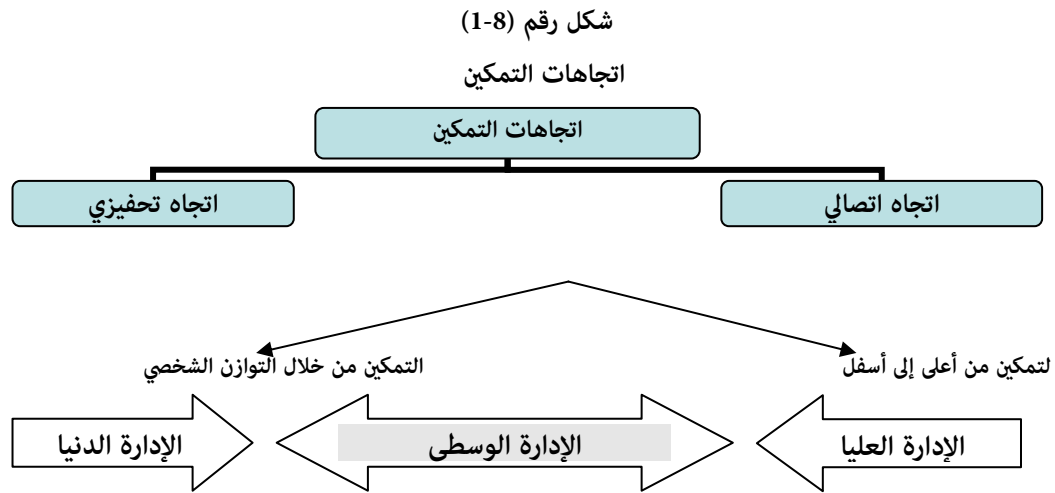 شكل رقم (8-1)
اتجاهات التمكين
اتجاهات التمكين
اتجاه اتصالي
اتجاه تحفيزي
لتمكين من أعلى إلى أسفل
التمكين من خلال التوازن الشخصي
الإدارة العليا
الإدارة الوسطى
الإدارة الدنيا